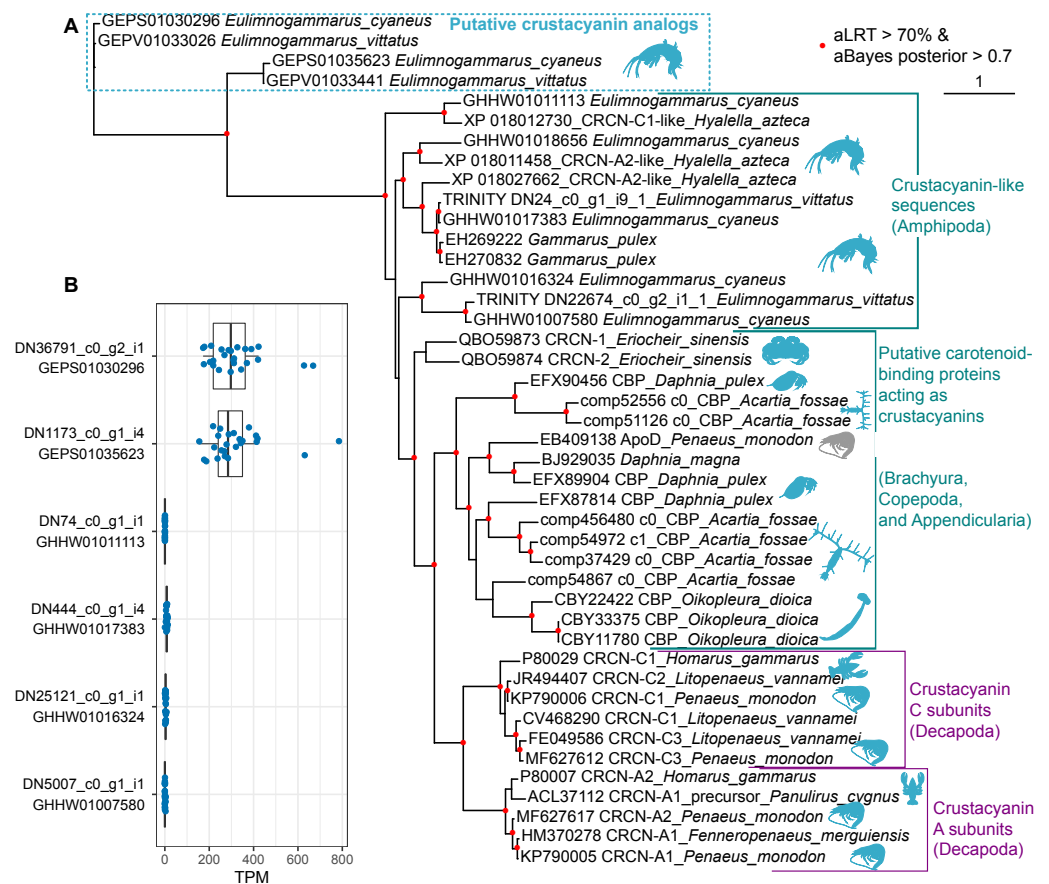 A
GEPS01030296 Eulimnogammarus_cyaneus
Putative crustacyanin analogs
GEPV01033026 Eulimnogammarus_vittatus
GEPS01035623 Eulimnogammarus_cyaneus
GEPV01033441 Eulimnogammarus_vittatus
aLRT > 70% &
aBayes posterior > 0.7
1
GHHW01011113 Eulimnogammarus_cyaneus
XP 018012730_CRCN-C1-like_Hyalella_azteca
GHHW01018656 Eulimnogammarus_cyaneus
XP 018011458_CRCN-A2-like_Hyalella_azteca
XP 018027662_CRCN-A2-like_Hyalella_azteca
TRINITY DN24_c0_g1_i9_1_Eulimnogammarus_vittatus
GHHW01017383 Eulimnogammarus_cyaneus
EH269222 Gammarus_pulex
EH270832 Gammarus_pulex
GHHW01016324 Eulimnogammarus_cyaneus
TRINITY DN22674_c0_g2_i1_1_Eulimnogammarus_vittatus
GHHW01007580 Eulimnogammarus_cyaneus
Crustacyanin-like
sequences
(Amphipoda)
QBO59873 CRCN-1_Eriocheir_sinensis
QBO59874 CRCN-2_Eriocheir_sinensis
EFX90456 CBP_Daphnia_pulex
comp52556 c0_CBP_Acartia_fossae
comp51126 c0_CBP_Acartia_fossae
EB409138 ApoD_Penaeus_monodon
BJ929035 Daphnia_magna
EFX89904 CBP_Daphnia_pulex
EFX87814 CBP_Daphnia_pulex
comp456480 c0_CBP_Acartia_fossae
comp54972 c1_CBP_Acartia_fossae
comp37429 c0_CBP_Acartia_fossae
comp54867 c0_CBP_Acartia_fossae
CBY22422 CBP_Oikopleura_dioica
CBY33375 CBP_Oikopleura_dioica
CBY11780 CBP_Oikopleura_dioica
Putative carotenoid-
binding proteins
acting as
crustacyanins
(Brachyura,
Copepoda,
and Appendicularia)
P80029 CRCN-C1_Homarus_gammarus
JR494407 CRCN-C2_Litopenaeus_vannamei
KP790006 CRCN-C1_Penaeus_monodon
CV468290 CRCN-C1_Litopenaeus_vannamei
FE049586 CRCN-C3_Litopenaeus_vannamei
MF627612 CRCN-C3_Penaeus_monodon
Crustacyanin
C subunits
(Decapoda)
P80007 CRCN-A2_Homarus_gammarus
ACL37112 CRCN-A1_precursor_Panulirus_cygnus
MF627617 CRCN-A2_Penaeus_monodon
HM370278 CRCN-A1_Fenneropenaeus_merguiensis
KP790005 CRCN-A1_Penaeus_monodon
Crustacyanin
A subunits
(Decapoda)
B
DN36791_c0_g2_i1
GEPS01030296
DN1173_c0_g1_i4
GEPS01035623
DN74_c0_g1_i1
GHHW01011113
DN444_c0_g1_i4
GHHW01017383
DN25121_c0_g1_i1
GHHW01016324
DN5007_c0_g1_i1
GHHW01007580
0 200 400 600 800
TPM